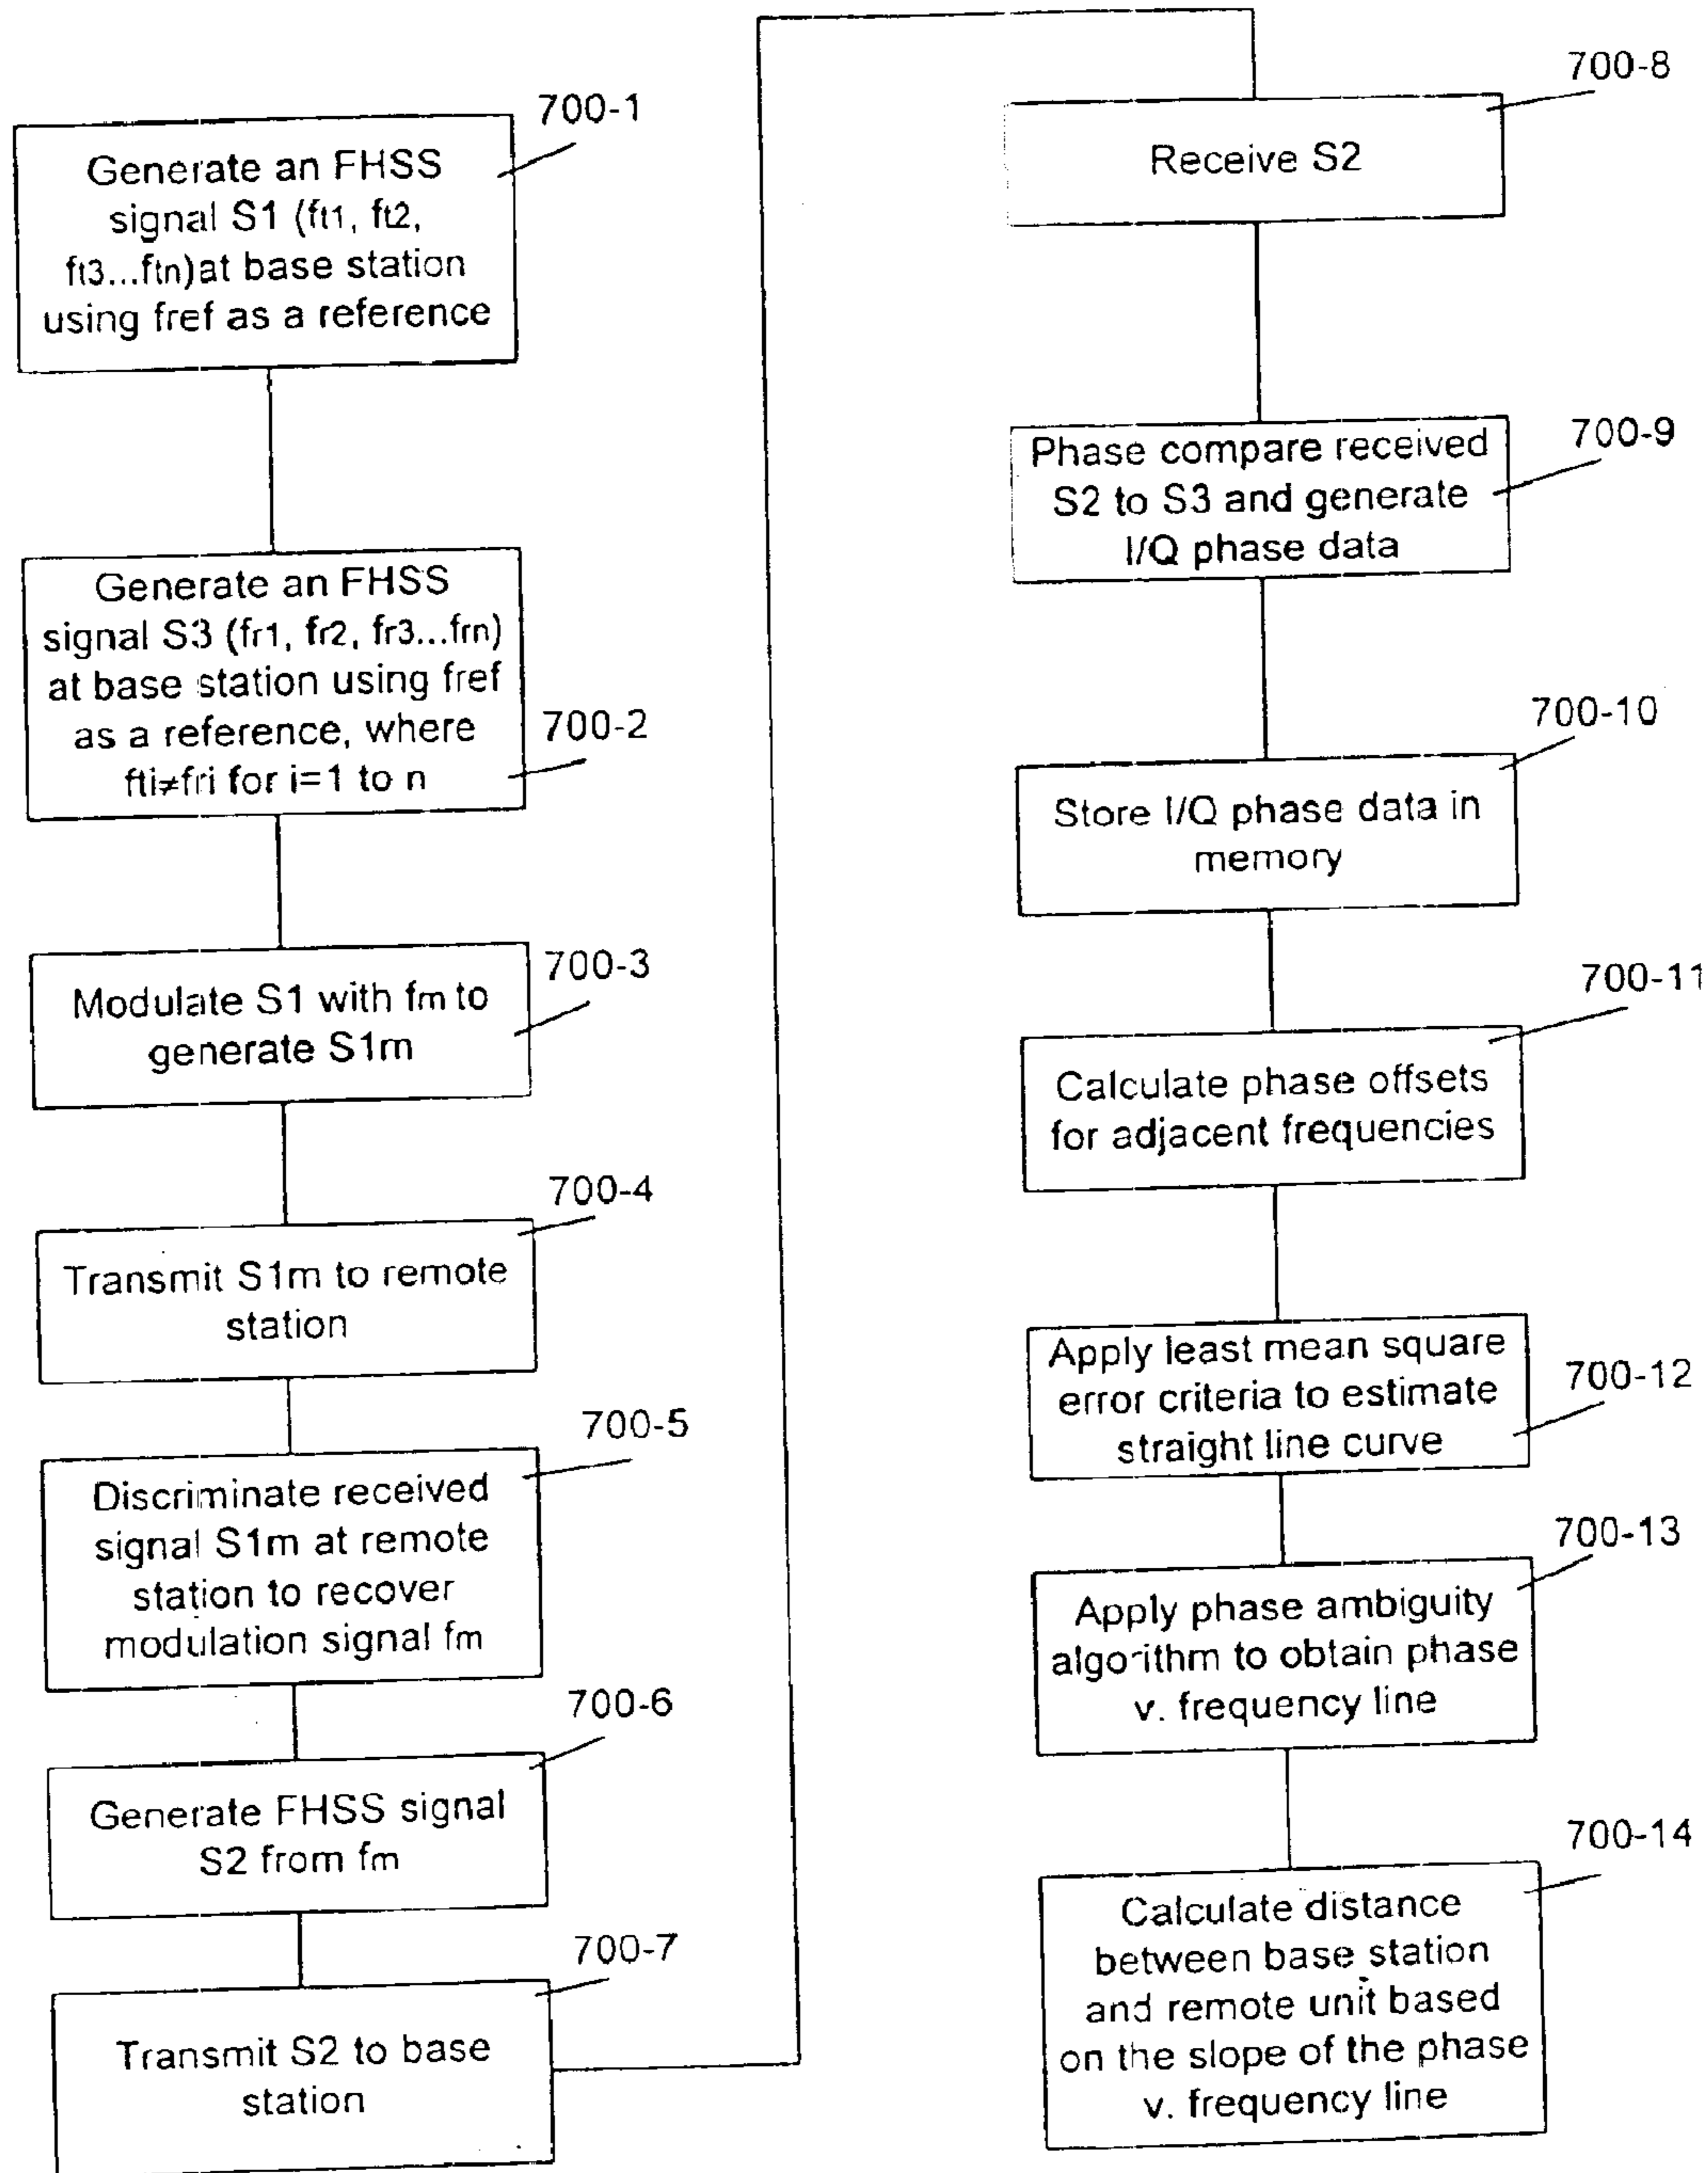 700-1
Generate an FHSS
signal S1 (ft1, ft2,
ft3...ftn)at base station
using fref as a reference
Generate an FHSS
signal S3 (fr1, fr2, fr3...frn)
at base station using fref
as a reference, where
fti≠fri for i=1 to n
700-2
700-3
Modulate S1 with fm to
generate S1m
700-4
Transmit S1m to remote
station
700-5
Discriminate received
signal S1m at remote
station to recover
modulation signal fm
700-6
Generate FHSS signal
S2 from fm
700-7
Transmit S2 to base
station
700-8
Receive S2
700-9
Phase compare received
S2 to S3 and generate
I/Q phase data
700-10
Store I/Q phase data in
memory
700-11
Calculate phase offsets
for adjacent frequencies
700-12
Apply least mean square
error criteria to estimate
straight line curve
700-13
Apply phase ambiguity
algorithm to obtain phase
v. frequency line
700-14
Calculate distance
between base station
and remote unit based
on the slope of the phase
v. frequency line